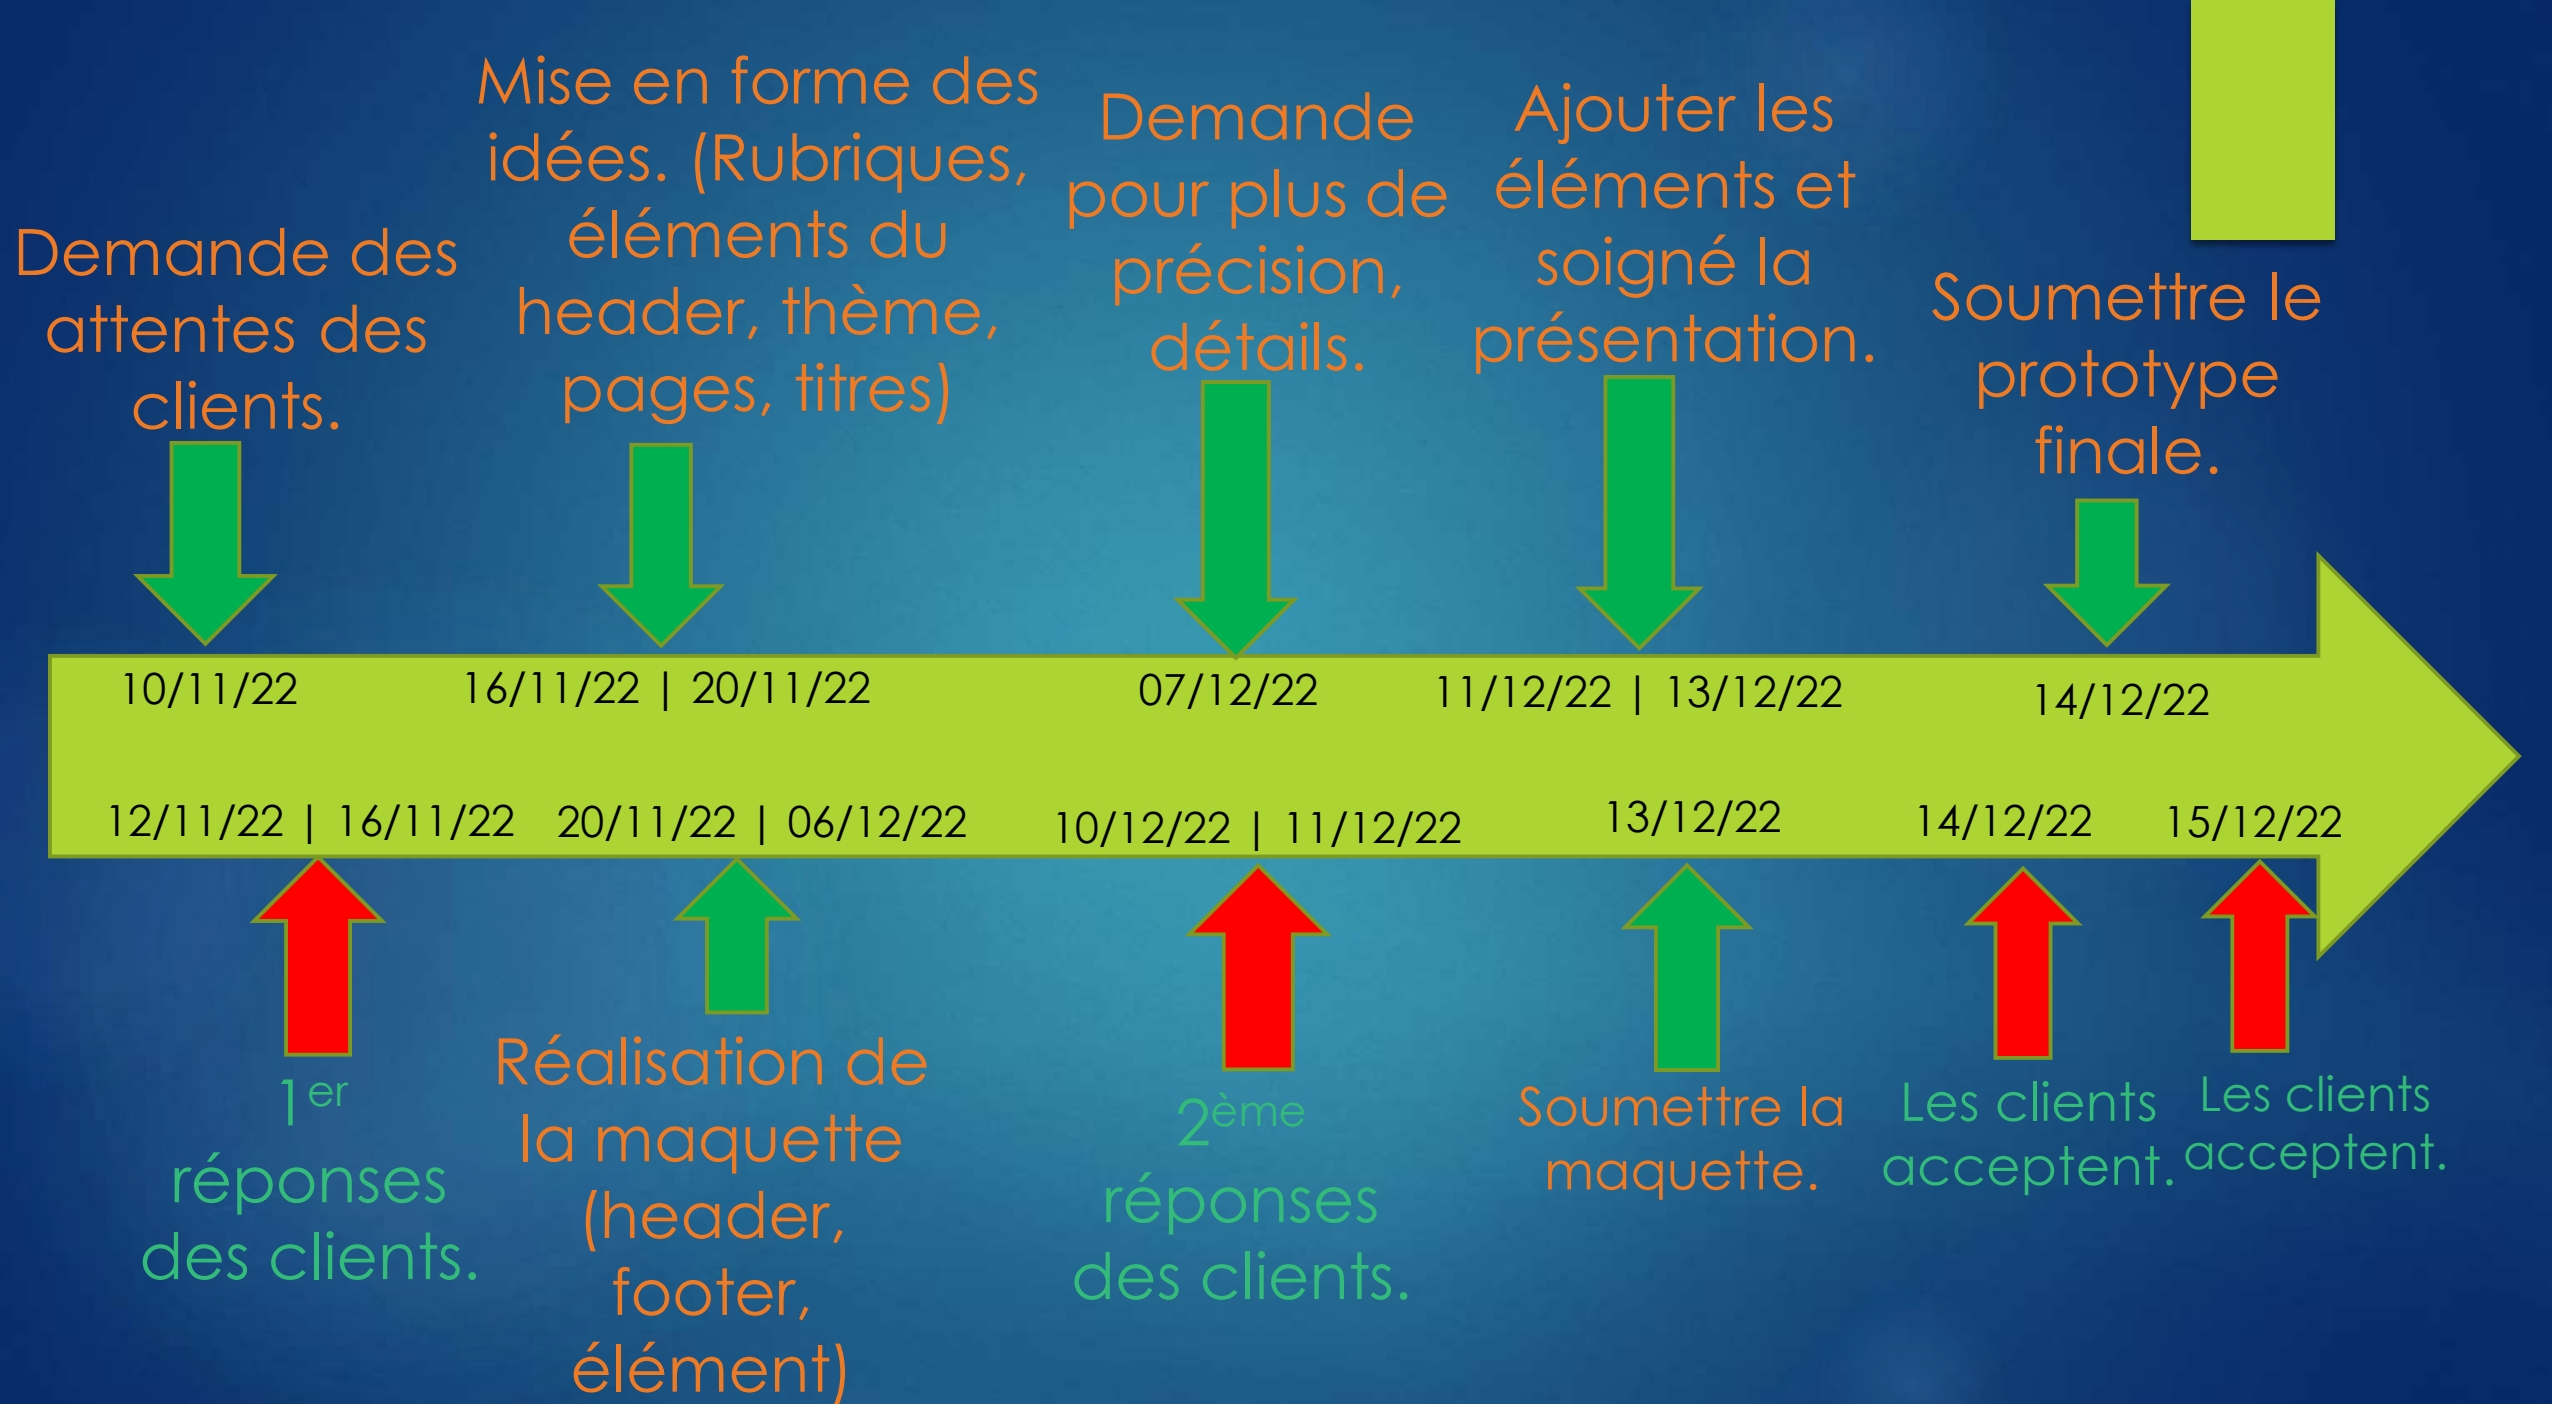 Demande des
attentes des
clients.
Mise en forme des
idées. (Rubriques,
éléments du
header, thème,
pages, titres)
Demande
pour plus de
précision,
détails.
Ajouter les
éléments et
soigné la
présentation.
Soumettre le
prototype
finale.
10/11/22
16/11/22 | 20/11/22
07/12/22
11/12/22 | 13/12/22
14/12/22
12/11/22 | 16/11/22
20/11/22 | 06/12/22
10/12/22 | 11/12/22
13/12/22
14/12/22
15/12/22
1er
réponses
des clients.
Réalisation de
la maquette
(header,
footer,
élément)
2ème
réponses
des clients.
Soumettre la
maquette.
Les clients
acceptent.
Les clients
acceptent.